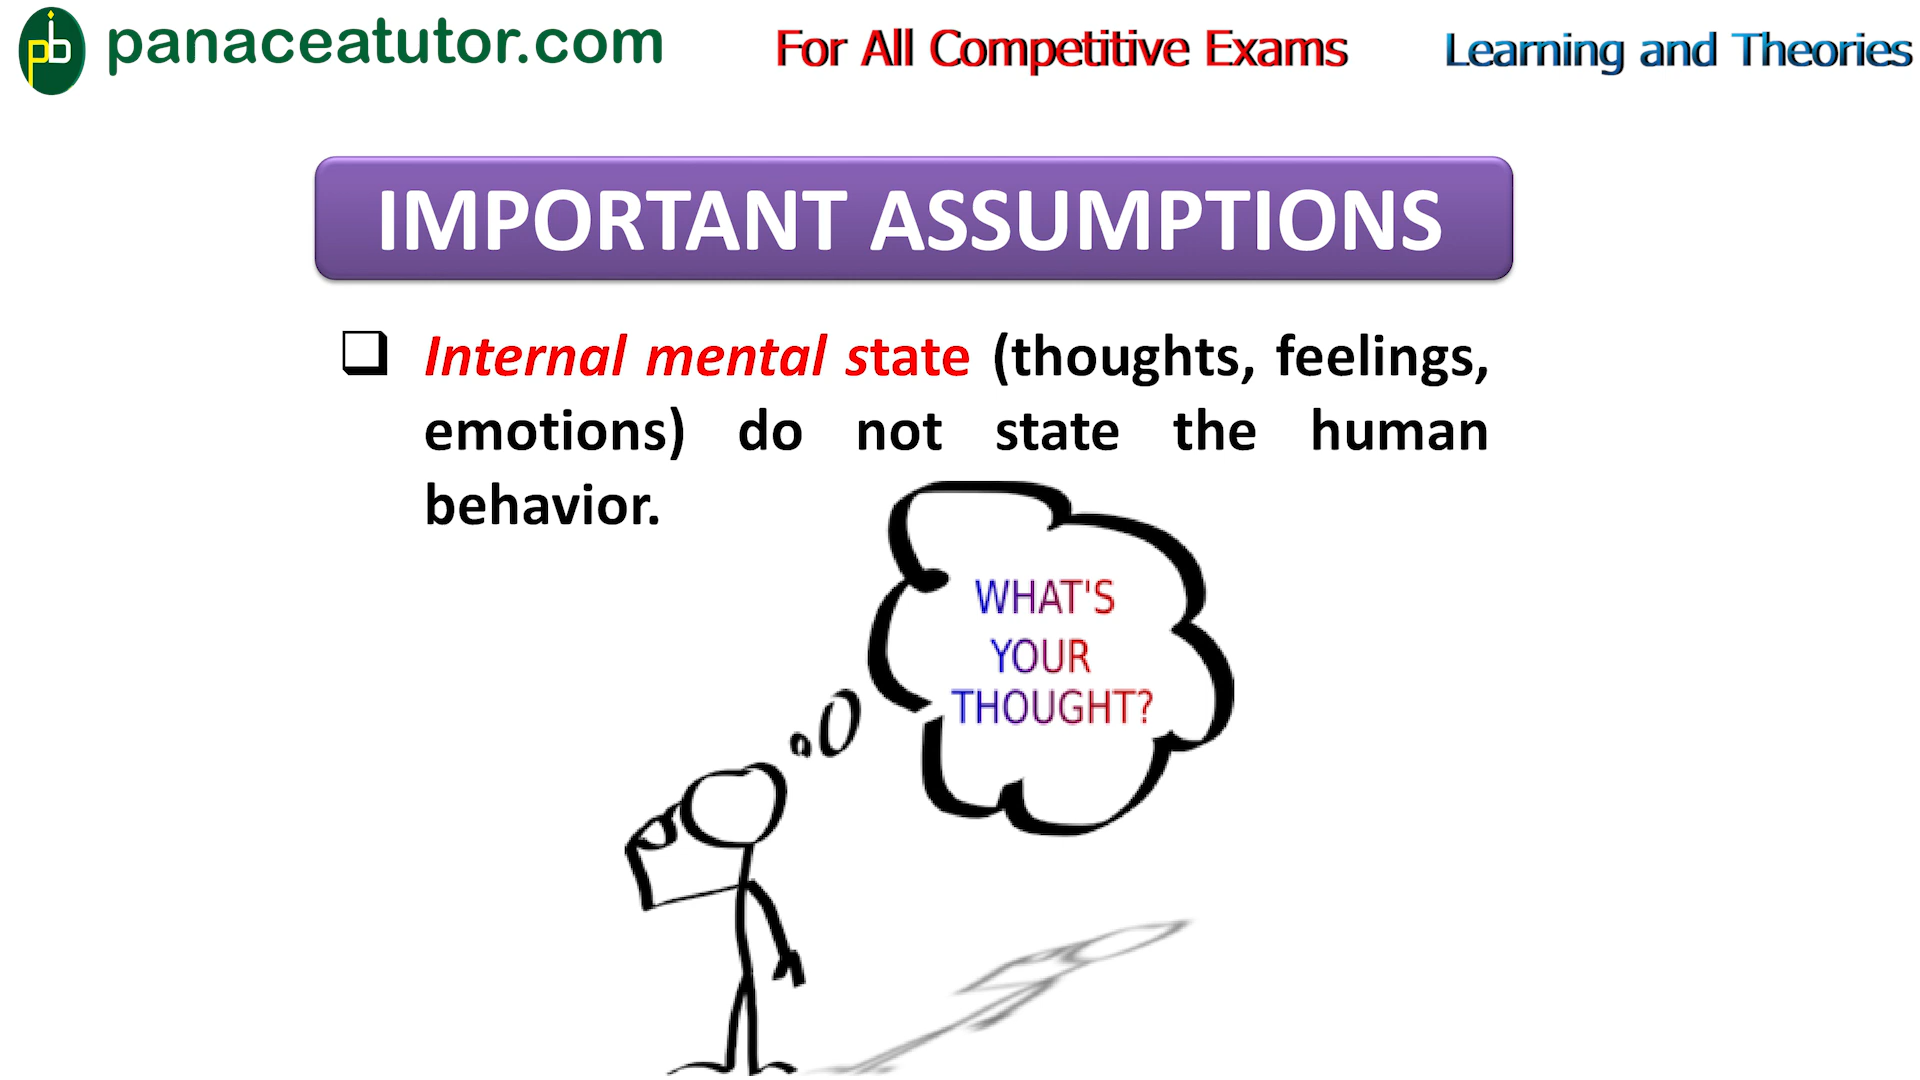 pib panaceatutor.com For All Competitive Exams Learning and Theories
IMPORTANT ASSUMPTIONS
Internal mental state (thoughts, feelings,
emotions) do not state the human
behavior.
WHAT'S
YOUR
THOUGHT?